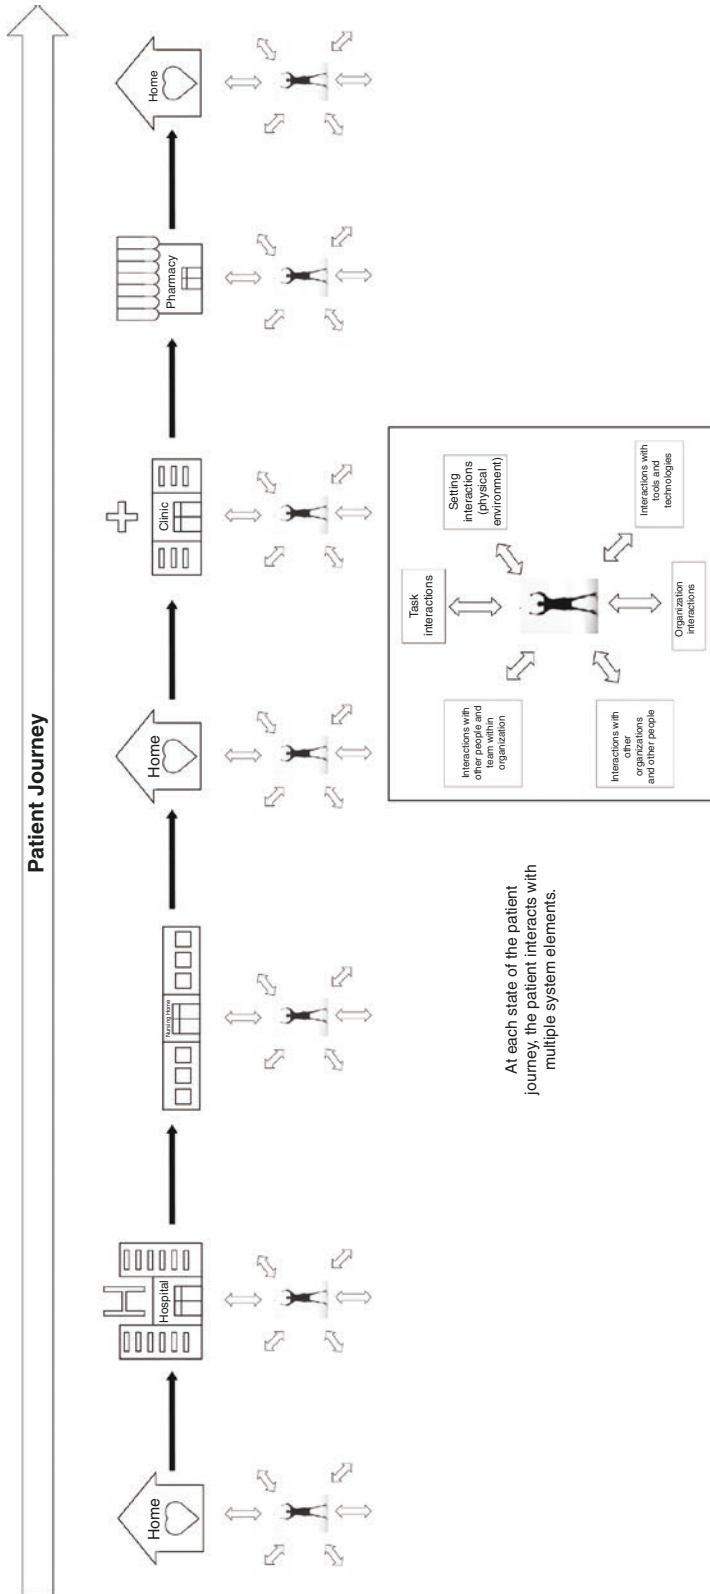 Patient Journey
Home
Hospital
Nursing Home
Home
Clinic
Pharmacy
Home
At each state of the patient
journey, the patient interacts with
multiple system elements.
Task
interactions
Setting
interactions
(physical
environment)
Interactions with
tools and
technologies
Organization
interactions
Interactions with
other
organizations
and other people
Interactions with
other people and
team within
organization